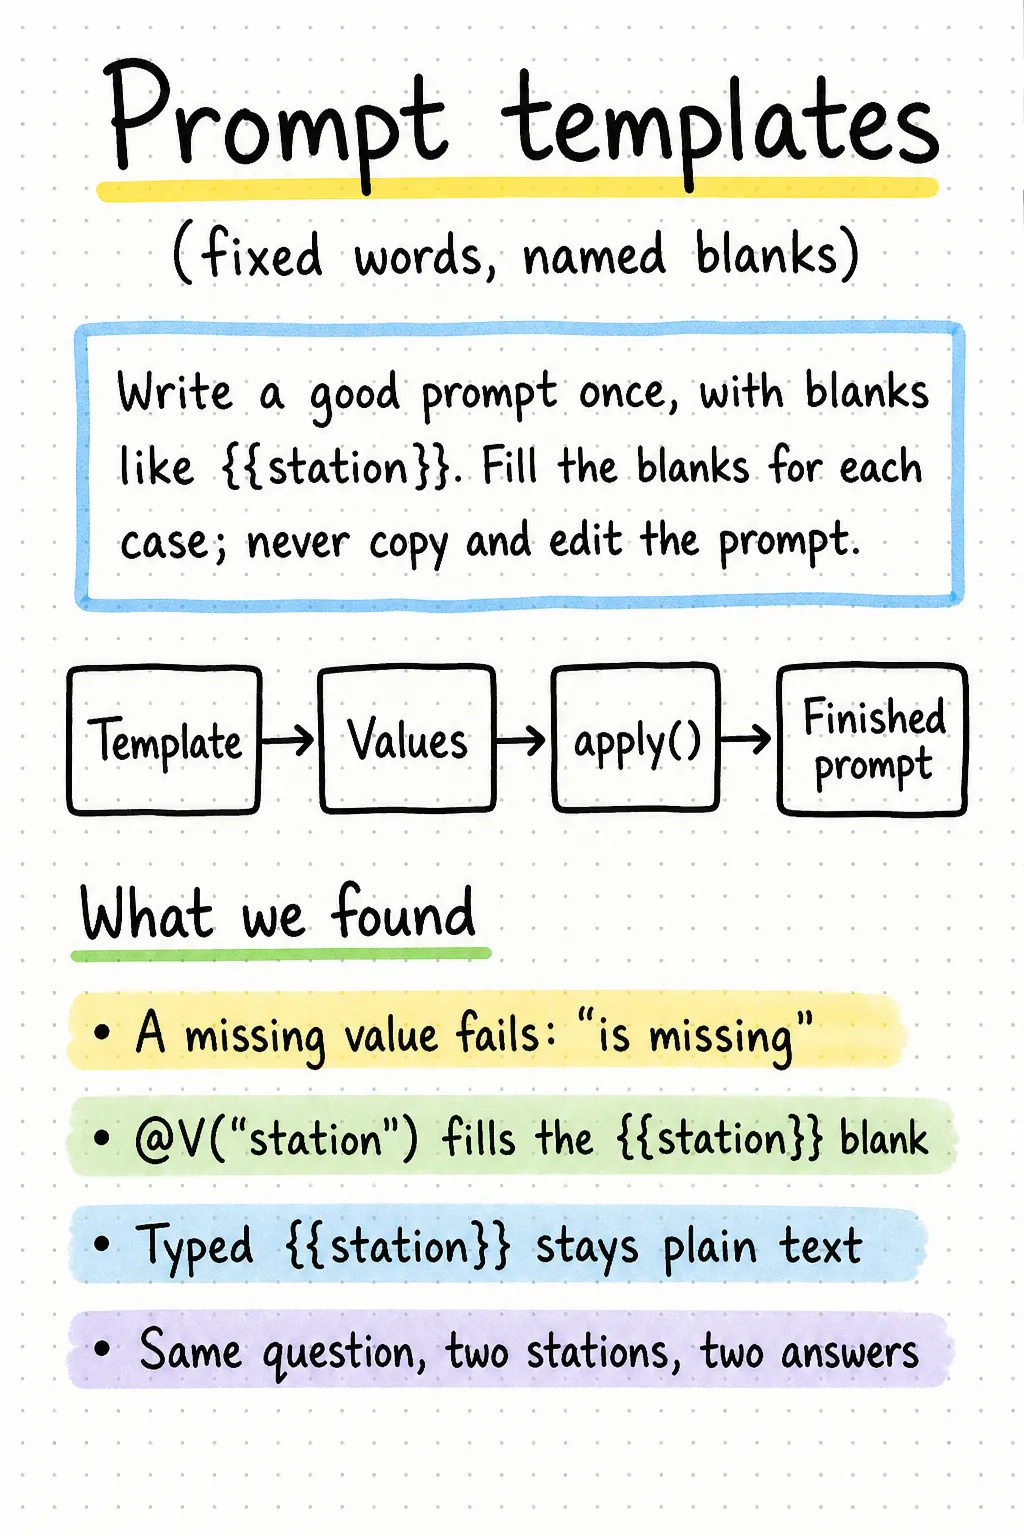 Prompt templates
(fixed words, named blanks)
Write a good prompt once, with blanks
like {{station}}. Fill the blanks for each
case; never copy and edit the prompt.
Template
Values
apply()
Finished
prompt
What we found
• A missing value fails: “is missing”
• @V(“station”) fills the {{station}} blank
• Typed {{station}} stays plain text
• Same question, two stations, two answers